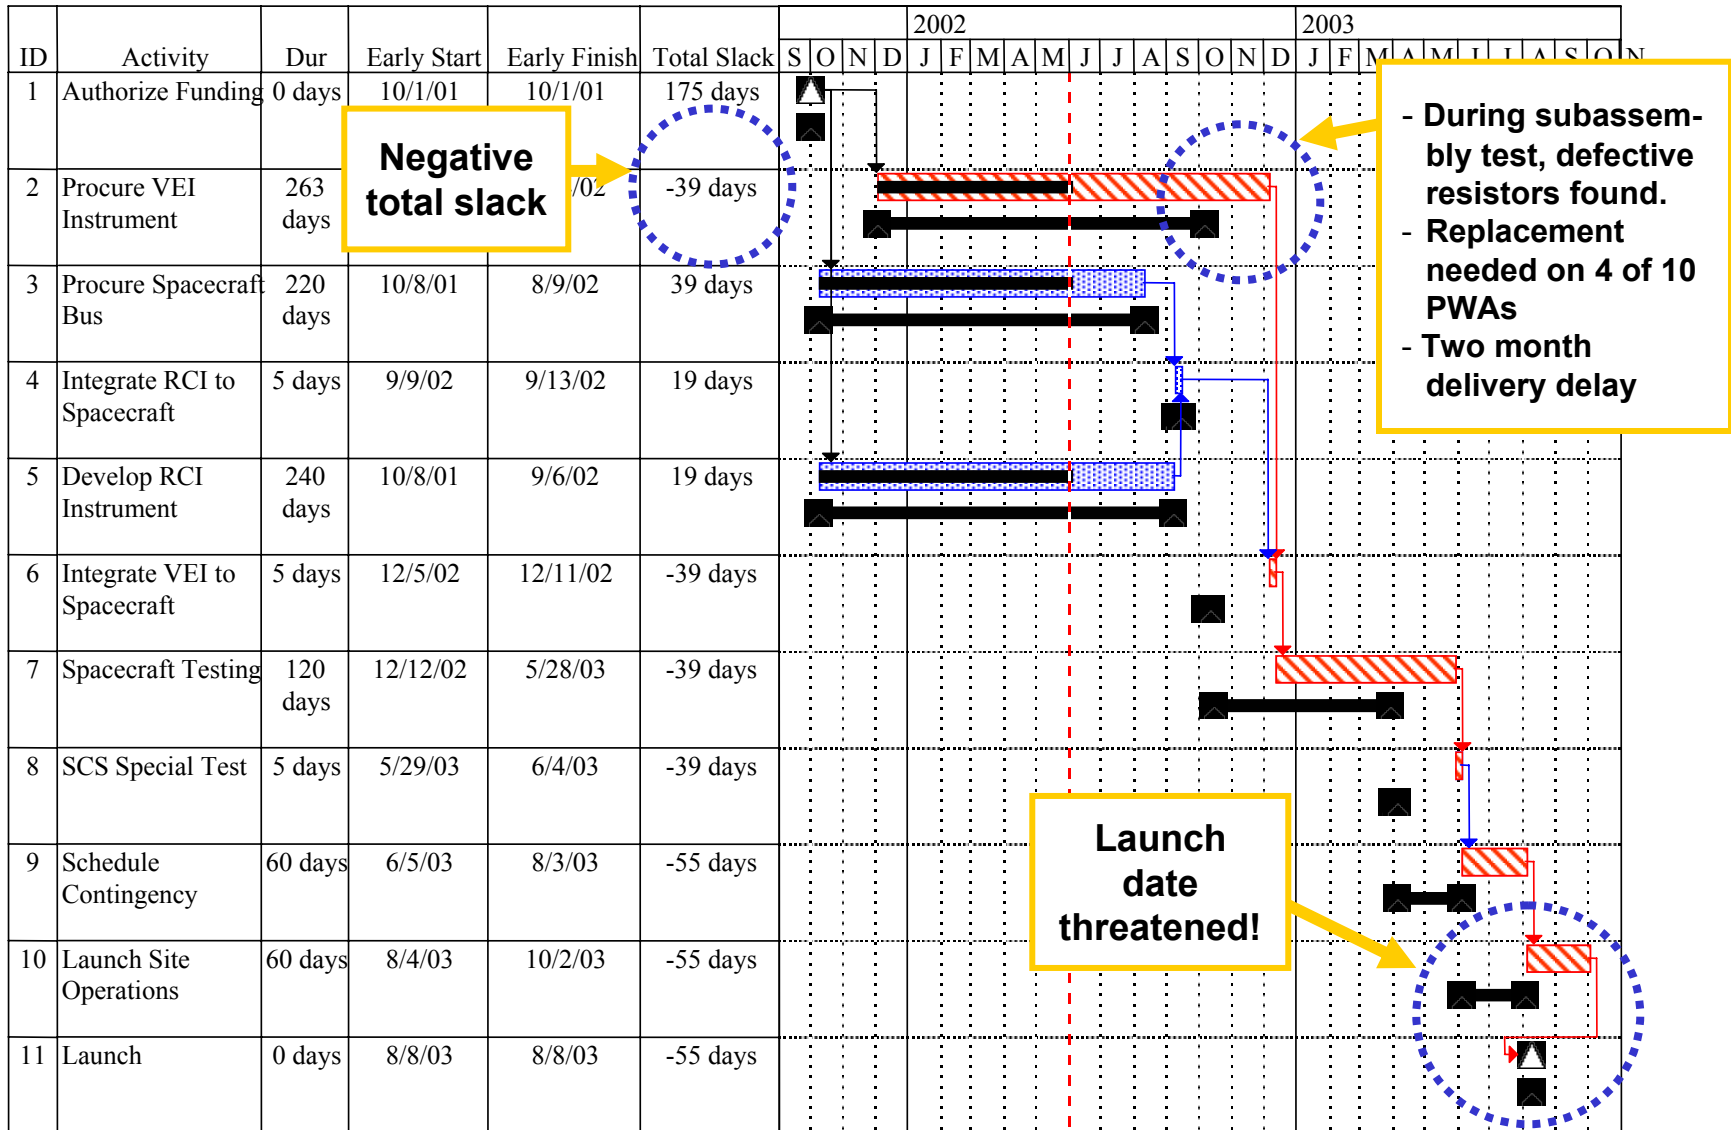 2002 2003
ID Activity Dur Early Start Early Finish Total Slack S O N D J F M A M J J A S O N D J F M A M J J A S O N
1 Authorize Funding 0 days 10/1/01 10/1/01 175 days
2 Procure VEI 263 /02 -39 days
Instrument days
3 Procure Spacecraft 220 10/8/01 8/9/02 39 days
Bus days
4 Integrate RCI to 5 days 9/9/02 9/13/02 19 days
Spacecraft
5 Develop RCI 240 10/8/01 9/6/02 19 days
Instrument days
6 Integrate VEI to 5 days 12/5/02 12/11/02 -39 days
Spacecraft
7 Spacecraft Testing 120 12/12/02 5/28/03 -39 days
days
8 SCS Special Test 5 days 5/29/03 6/4/03 -39 days
9 Schedule 60 days 6/5/03 8/3/03 -55 days
Contingency
10 Launch Site 60 days 8/4/03 10/2/03 -55 days
Operations
11 Launch 0 days 8/8/03 8/8/03 -55 days
Negative
total slack
- During subassem-
bly test, defective
resistors found.
- Replacement
needed on 4 of 10
PWAs
- Two month
delivery delay
Launch
date
threatened!